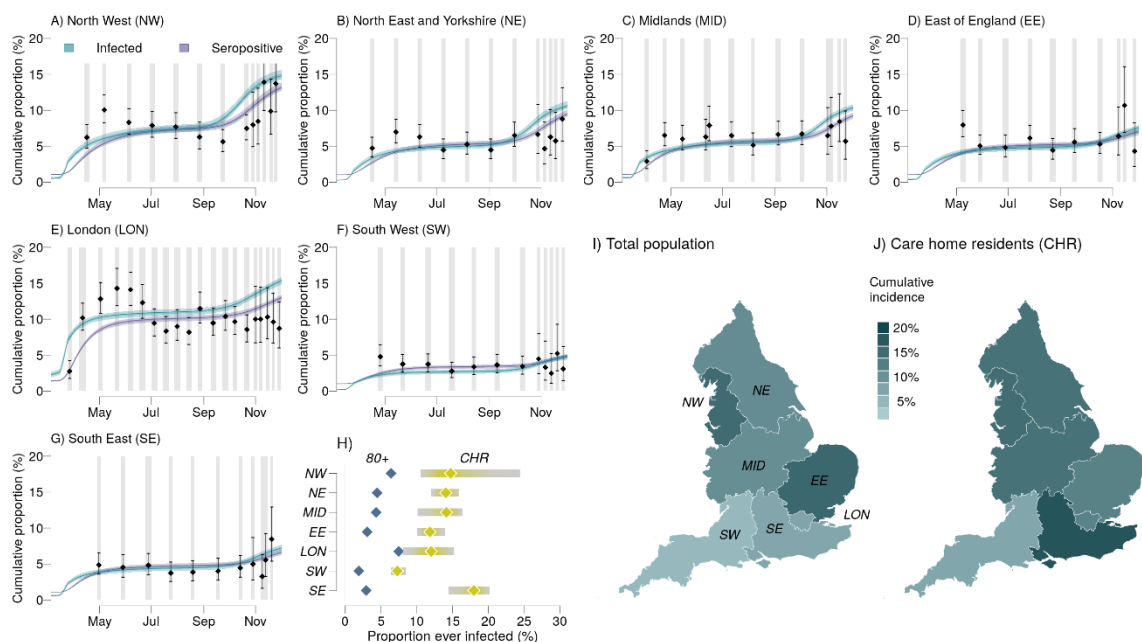 A) North West (NW)
B) North East and Yorkshire (NE)
C) Midlands (MID)
D) East of England (EE)
Cumulative proportion (%)
20
15
10
5
0
Infected
Seropositive
May
Jul
Sep
Nov
Cumulative proportion (%)
20
15
10
5
0
May
Jul
Sep
Nov
Cumulative proportion (%)
20
15
10
5
0
May
Jul
Sep
Nov
Cumulative proportion (%)
20
15
10
5
0
May
Jul
Sep
Nov
E) London (LON)
F) South West (SW)
Cumulative proportion (%)
20
15
10
5
0
May
Jul
Sep
Nov
Cumulative proportion (%)
20
15
10
5
0
May
Jul
Sep
Nov
G) South East (SE)
Cumulative proportion (%)
20
15
10
5
0
May
Jul
Sep
Nov
H)
80+
CHR
NW
NE
MID
EE
LON
SW
SE
0
5
10
15
20
25
30
Proportion ever infected (%)
I) Total population
NW
NE
MID
EE
LON
SW
SE
J) Care home residents (CHR)
Cumulative
incidence
20%
15%
10%
5%